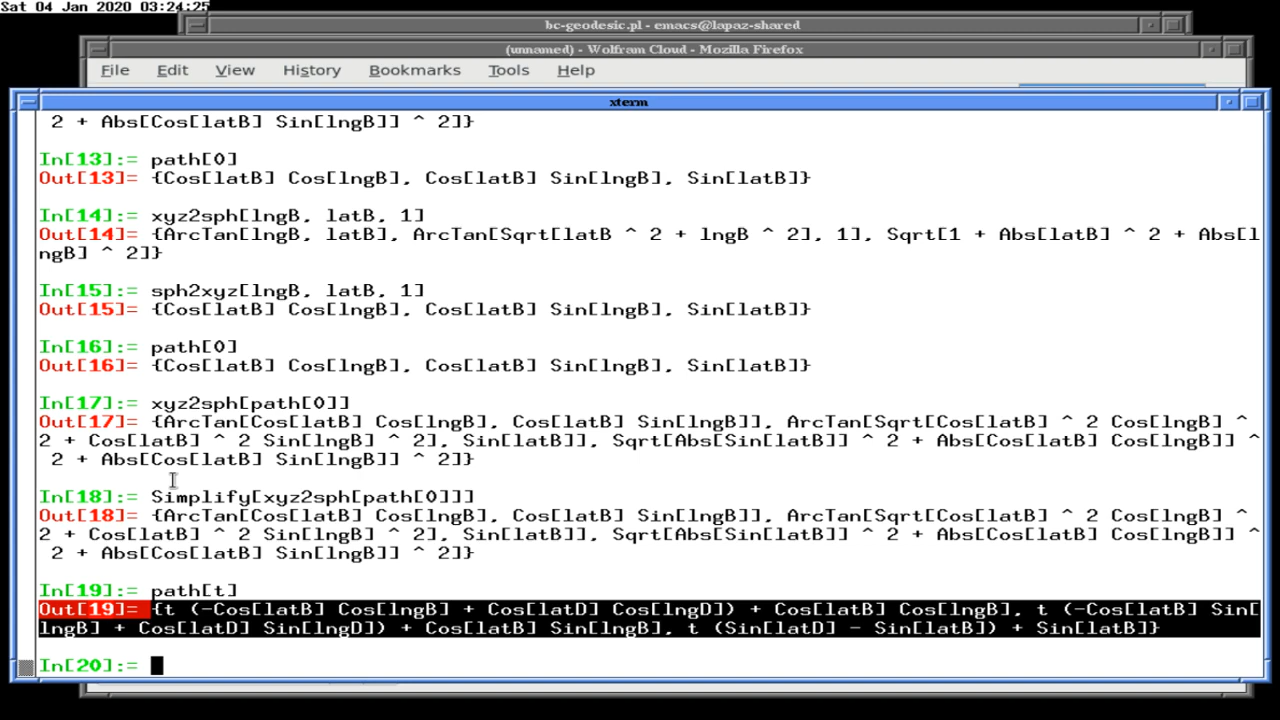 Sat 04 Jan 2020 03:24:25
bc-geodesic.pl - emacs@lapaz-shared
(unnamed) - Wolfram Cloud - Mozilla Firefox
File Edit View History Bookmarks Tools Help
xterm
2 + Abs[Cos[latB] Sin[lngB]] ^ 2]}
In[13]:= path[0]
Out[13]= {Cos[latB] Cos[lngB], Cos[latB] Sin[lngB], Sin[latB]}
In[14]:= xyz2sph[lngB, latB, 1]
Out[14]= {ArcTan[lngB, latB], ArcTan[Sqrt[latB ^ 2 + lngB ^ 2], 1], Sqrt[1 + Abs[latB] ^ 2 + Abs[l
ngB] ^ 2]}
In[15]:= sph2xyz[lngB, latB, 1]
Out[15]= {Cos[latB] Cos[lngB], Cos[latB] Sin[lngB], Sin[latB]}
In[16]:= path[0]
Out[16]= {Cos[latB] Cos[lngB], Cos[latB] Sin[lngB], Sin[latB]}
In[17]:= xyz2sph[path[0]]
Out[17]= {ArcTan[Cos[latB] Cos[lngB], Cos[latB] Sin[lngB]], ArcTan[Sqrt[Cos[latB] ^ 2 Cos[lngB] ^
2 + Cos[latB] ^ 2 Sin[lngB] ^ 2], Sin[latB]], Sqrt[Abs[Sin[latB]] ^ 2 + Abs[Cos[latB] Cos[lngB]] ^
2 + Abs[Cos[latB] Sin[lngB]] ^ 2]}
In[18]:= Simplify[xyz2sph[path[0]]]
Out[18]= {ArcTan[Cos[latB] Cos[lngB], Cos[latB] Sin[lngB]], ArcTan[Sqrt[Cos[latB] ^ 2 Cos[lngB] ^
2 + Cos[latB] ^ 2 Sin[lngB] ^ 2], Sin[latB]], Sqrt[Abs[Sin[latB]] ^ 2 + Abs[Cos[latB] Cos[lngB]] ^
2 + Abs[Cos[latB] Sin[lngB]] ^ 2]}
In[19]:= path[t]
Out[19]= {t (-Cos[latB] Cos[lngB] + Cos[latD] Cos[lngD]) + Cos[latB] Cos[lngB], t (-Cos[latB] Sin[
lngB] + Cos[latD] Sin[lngD]) + Cos[latB] Sin[lngB], t (Sin[latD] - Sin[latB]) + Sin[latB]}
In[20]:=